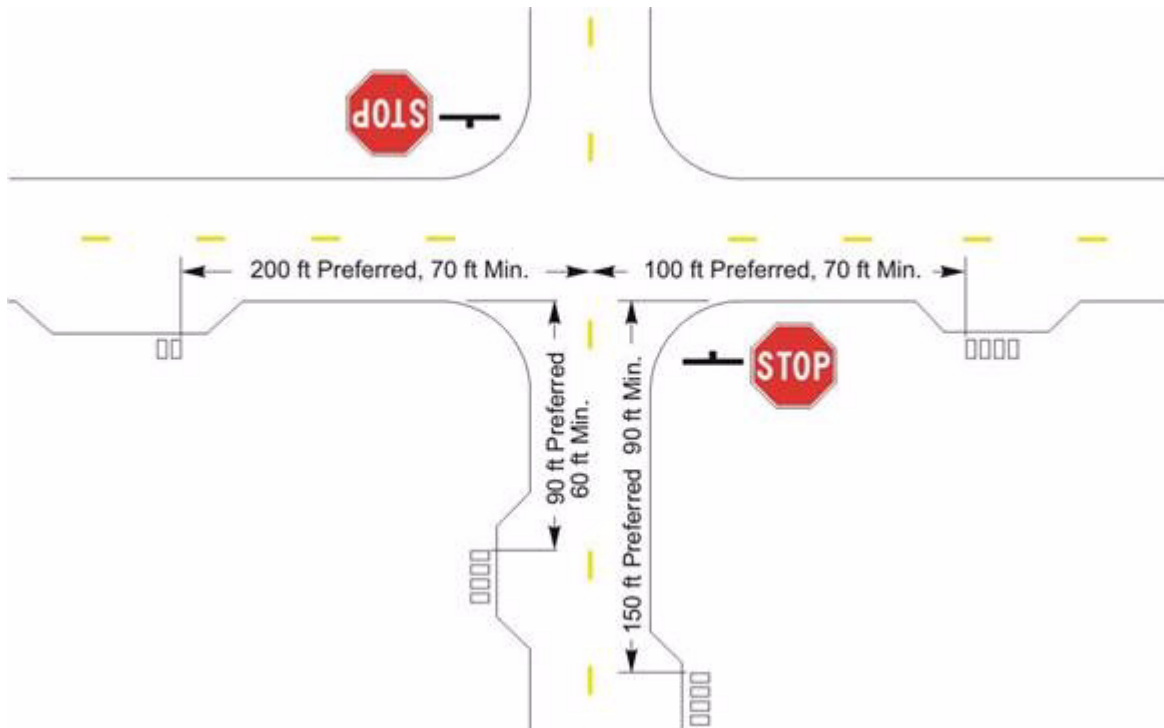 STOP
200 ft Preferred, 70 ft Min.
100 ft Preferred, 70 ft Min.
90 ft Preferred
60 ft Min.
150 ft Preferred 90 ft Min.
STOP